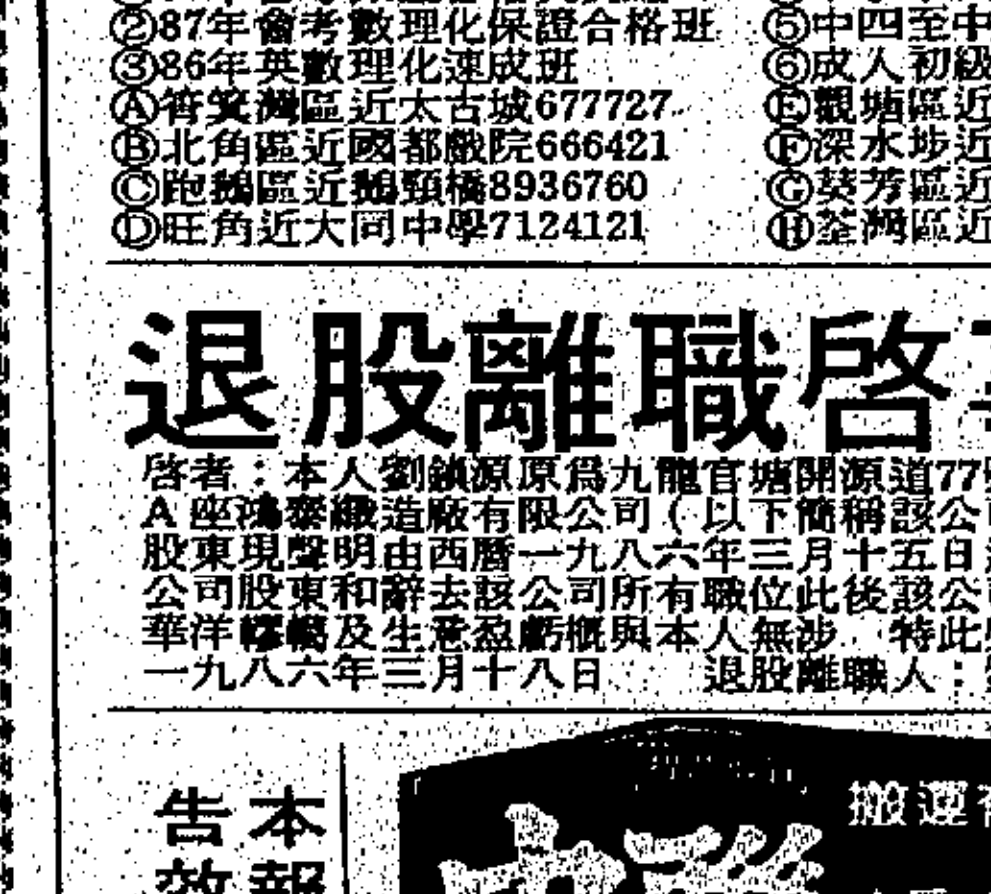 ②87年會考數理化保證合格班 ⑤中四至中
③86年英數理化速成班 ⑥成人初級
Ⓐ筲箕灣區近太古城677727 Ⓔ觀塘區近
Ⓑ北角區近國都戲院666421 Ⓕ深水埗近
Ⓒ跑鵝區近鵝頸橋8936760 Ⓖ葵芳區近
Ⓓ旺角近大同中學7124121 Ⓗ荃灣區近
退股離職啓
啓者：本人劉鎖源原爲九龍官塘開源道77
A座鴻泰織造廠有限公司（以下簡稱該公
股東現聲明由西曆一九八六年三月十五日
公司股東和辭去該公司所有職位此後該公
華洋轇轕及生意盈虧概與本人無涉 特此
一九八六年三月十八日 退股離職人：
本報
告效
搬運